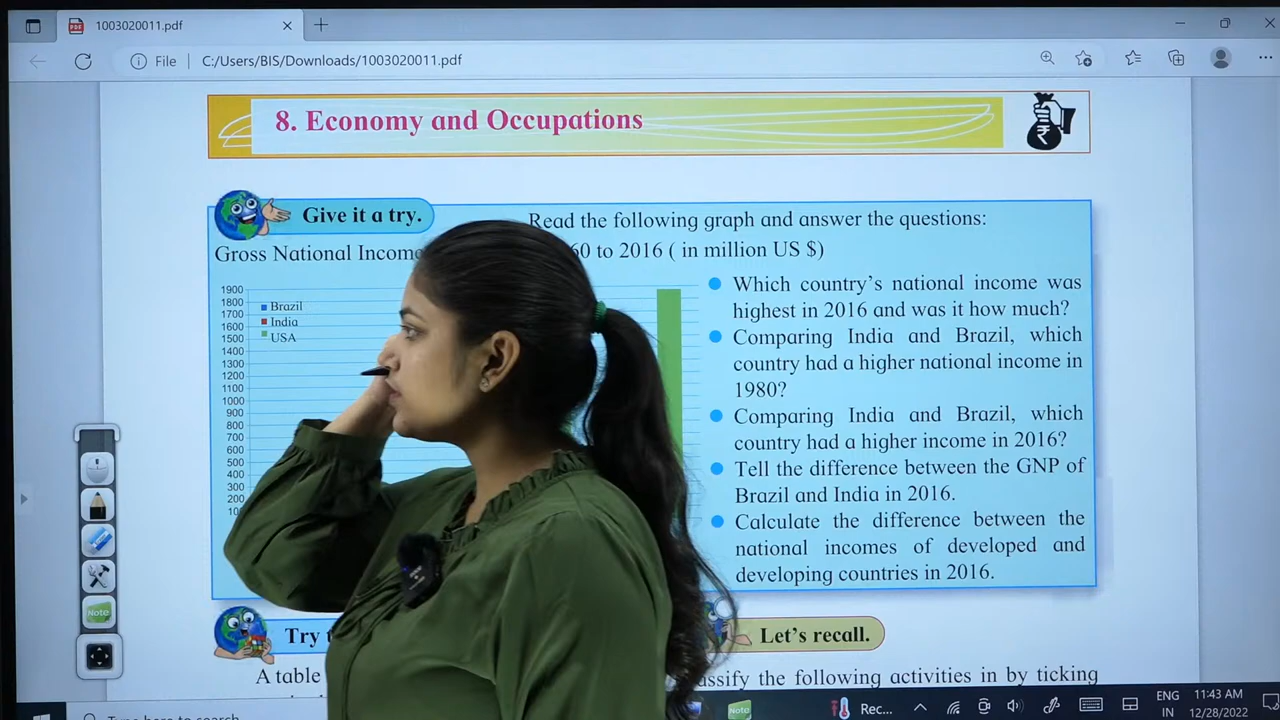 1003020011.pdf
File
C:/Users/BIS/Downloads/1003020011.pdf
8. Economy and Occupations
Give it a try.
Read the following graph and answer the questions:
Gross National Income
60 to 2016 ( in million US $)
1900
1800
1700
1600
1500
1400
1300
1200
1100
1000
900
800
700
600
500
400
300
200
Brazil
India
USA
Which country's national income was
highest in 2016 and was it how much?
Comparing India and Brazil, which
country had a higher national income in
1980?
Comparing India and Brazil, which
country had a higher income in 2016?
Tell the difference between the GNP of
Brazil and India in 2016.
Calculate the difference between the
national incomes of developed and
developing countries in 2016.
Note
Try
Let's recall.
A table
assify the following activities in by ticking
Type here to search
Note
Rec...
ENG
IN
11:43 AM
12/28/2022